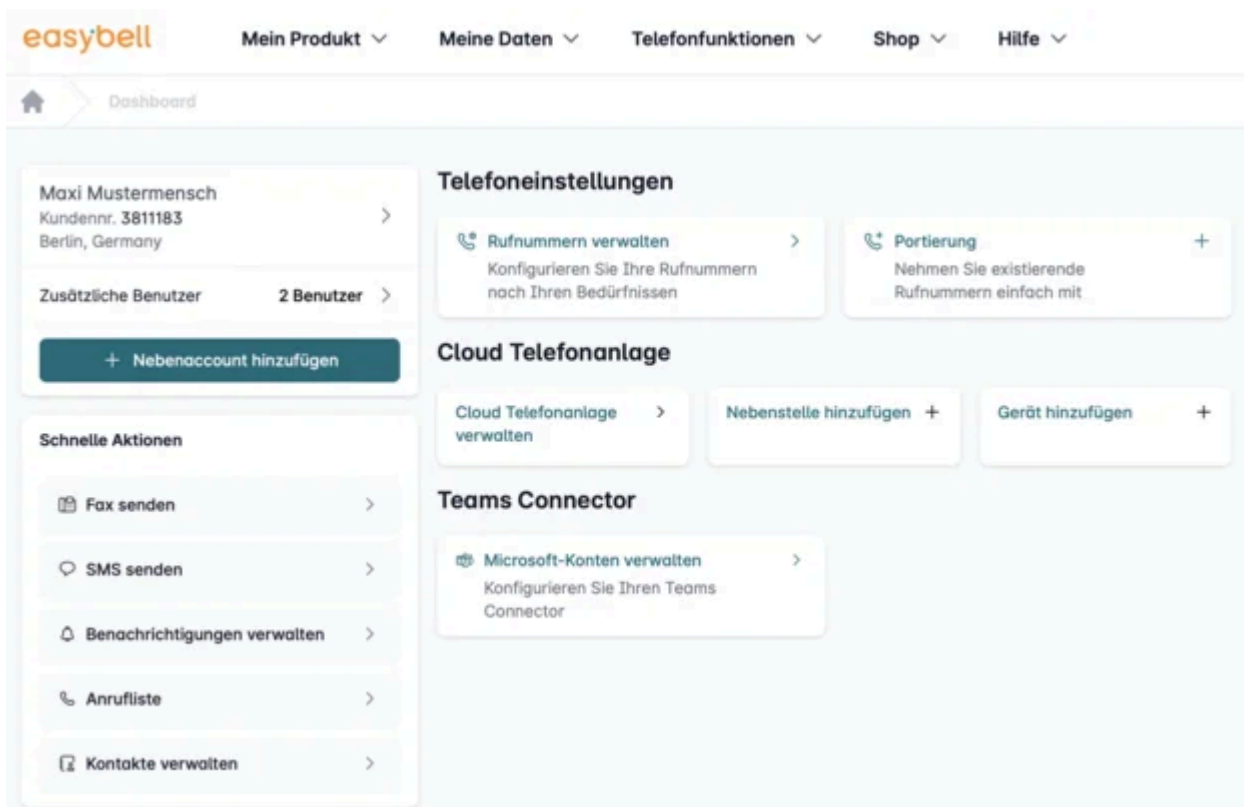 easybell
Mein Produkt
Meine Daten
Telefonfunktionen
Shop
Hilfe
Dashboard
Maxi Mustermensch
Kundennr. 3811183
Berlin, Germany
Zusätzliche Benutzer 2 Benutzer
+ Nebenaccount hinzufügen
Schnelle Aktionen
Fax senden
SMS senden
Benachrichtigungen verwalten
Anrufliste
Kontakte verwalten
Telefoneinstellungen
Rufnummern verwalten
Konfigurieren Sie Ihre Rufnummern
nach Ihren Bedürfnissen
Portierung +
Nehmen Sie existierende
Rufnummern einfach mit
Cloud Telefonanlage
Cloud Telefonanlage
verwalten
Nebenstelle hinzufügen +
Gerät hinzufügen +
Teams Connector
Microsoft-Konten verwalten
Konfigurieren Sie Ihren Teams
Connector